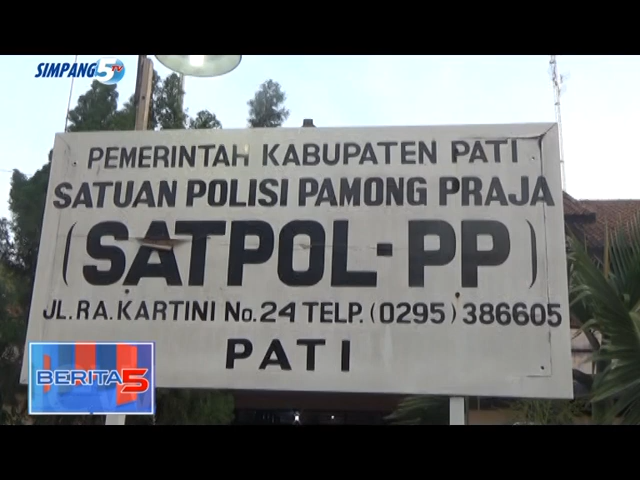 SIMPANG5 TV
PEMERINTAH KABUPATEN PATI
SATUAN POLISI PAMONG PRAJA
(SATPOL-PP)
JL. RA. KARTINI No. 24 TELP. (0295) 386605
PATI
BERITA5